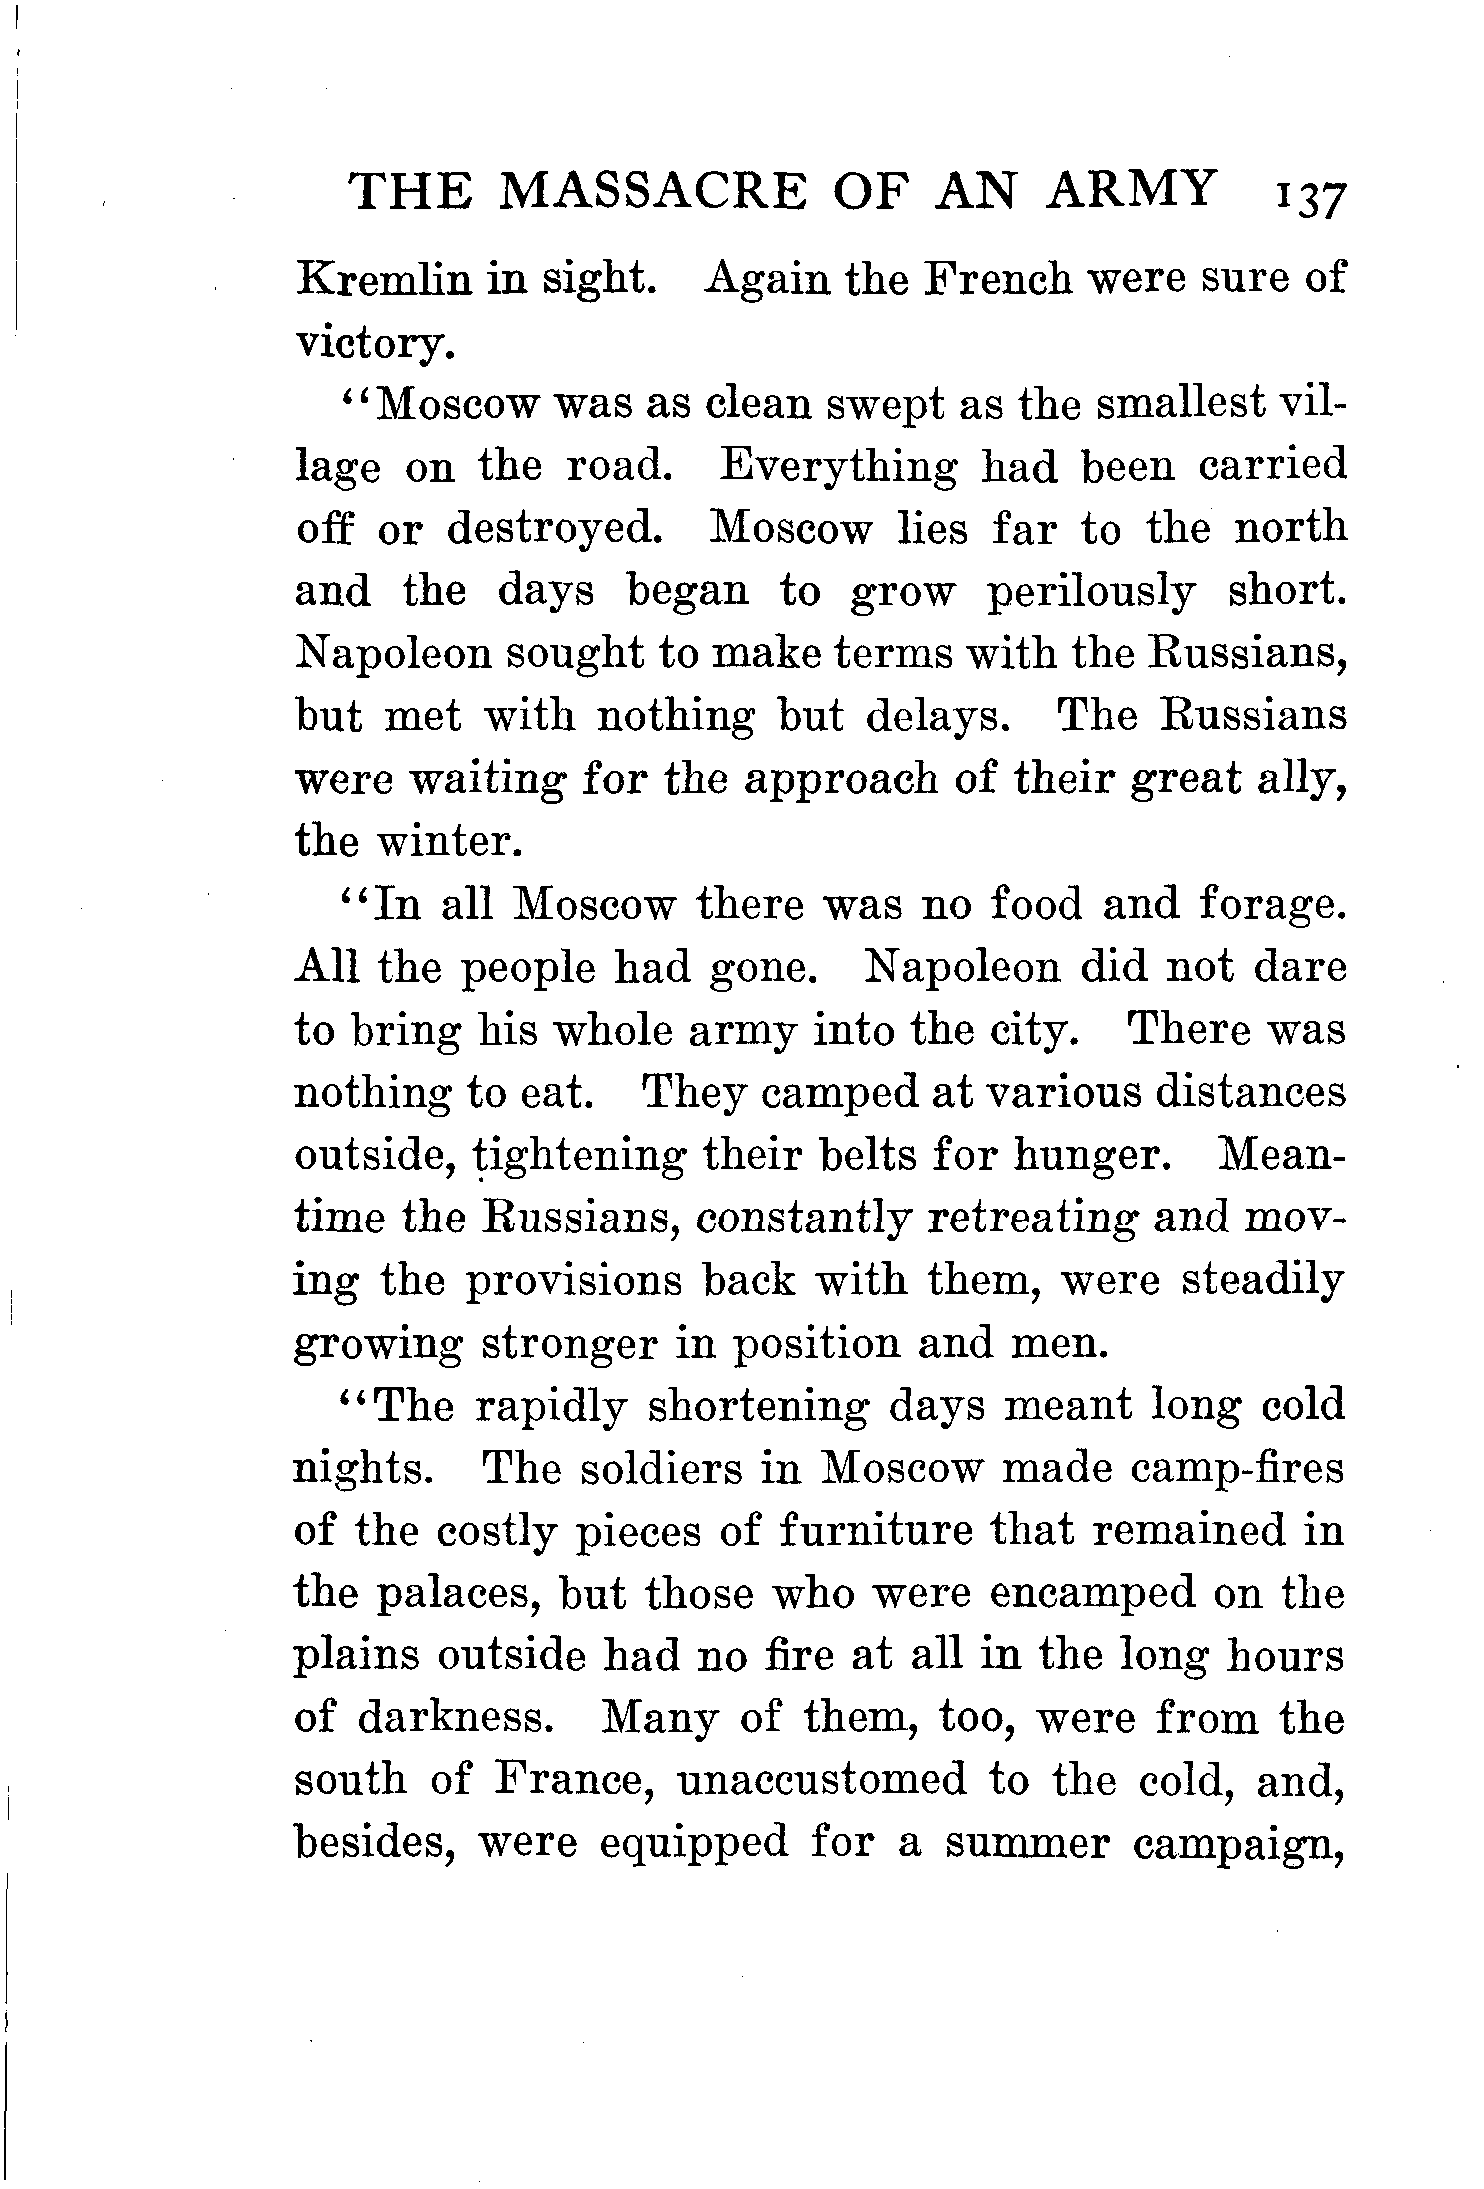 THE MASSACRE OF AN ARMY 137
Kremlin in sight. Again the French were sure of
victory.
“Moscow was as clean swept as the smallest vil-
lage on the road. Everything had been carried
off or destroyed. Moscow lies far to the north
and the days began to grow perilously short.
Napoleon sought to make terms with the Russians,
but met with nothing but delays. The Russians
were waiting for the approach of their great ally,
the winter.
“In all Moscow there was no food and forage.
All the people had gone. Napoleon did not dare
to bring his whole army into the city. There was
nothing to eat. They camped at various distances
outside, tightening their belts for hunger. Mean-
time the Russians, constantly retreating and mov-
ing the provisions back with them, were steadily
growing stronger in position and men.
“The rapidly shortening days meant long cold
nights. The soldiers in Moscow made camp-fires
of the costly pieces of furniture that remained in
the palaces, but those who were encamped on the
plains outside had no fire at all in the long hours
of darkness. Many of them, too, were from the
south of France, unaccustomed to the cold, and,
besides, were equipped for a summer campaign,